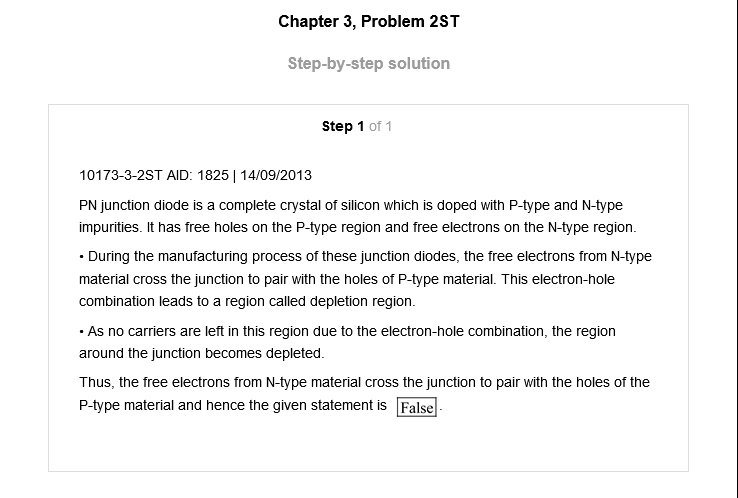 Chapter 3, Problem 2ST
Step-by-step solution
Step 1 of 1
10173-3-2ST AID: 1825 | 14/09/2013
PN junction diode is a complete crystal of silicon which is doped with P-type and N-type
impurities. It has free holes on the P-type region and free electrons on the N-type region.
• During the manufacturing process of these junction diodes, the free electrons from N-type
material cross the junction to pair with the holes of P-type material. This electron-hole
combination leads to a region called depletion region.
• As no carriers are left in this region due to the electron-hole combination, the region
around the junction becomes depleted.
Thus, the free electrons from N-type material cross the junction to pair with the holes of the
P-type material and hence the given statement is False.